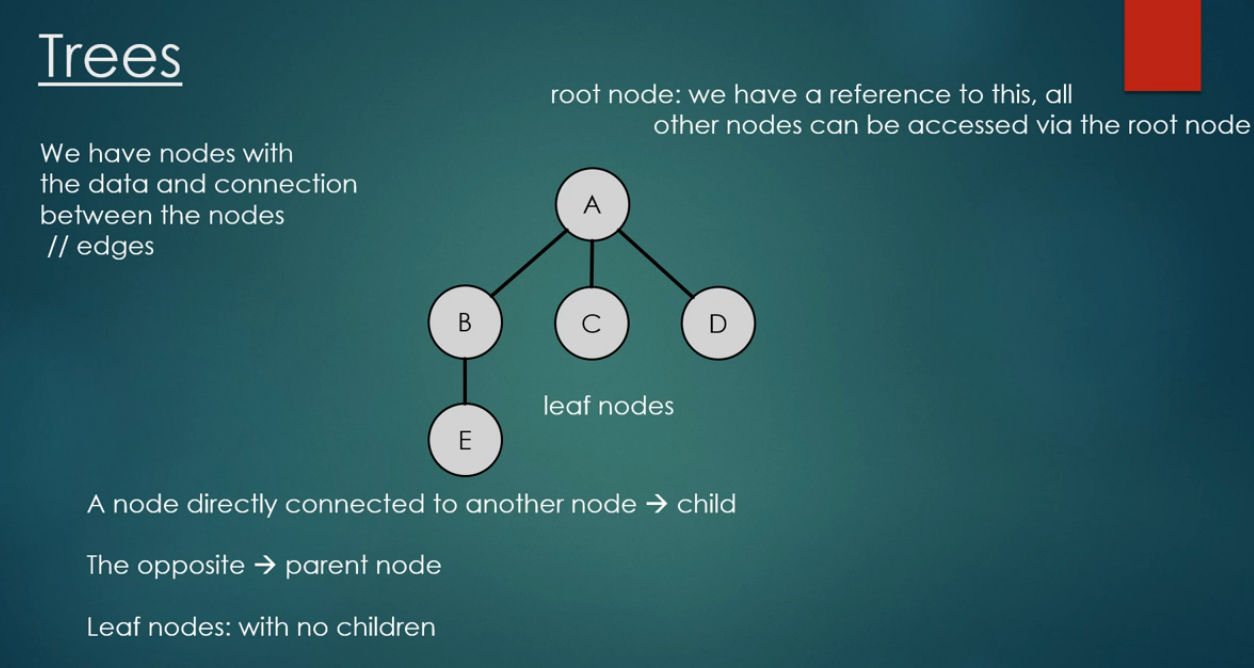 Trees
root node: we have a reference to this, all
other nodes can be accessed via the root node
We have nodes with
the data and connection
between the nodes
// edges
A
B
C
D
leaf nodes
E
A node directly connected to another node → child
The opposite → parent node
Leaf nodes: with no children